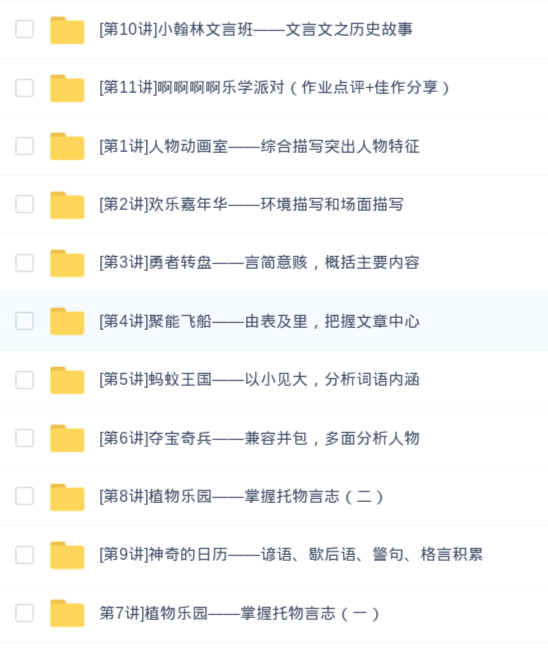 [第10讲]小翰林文言班——文言文之历史故事
[第11讲]啊啊啊啊乐学派对（作业点评+佳作分享）
[第1讲]人物动画室——综合描写突出人物特征
[第2讲]欢乐嘉年华——环境描写和场面描写
[第3讲]勇者转盘——言简意赅，概括主要内容
[第4讲]聚能飞船——由表及里，把握文章中心
[第5讲]蚂蚁王国——以小见大，分析词语内涵
[第6讲]夺宝奇兵——兼容并包，多面分析人物
[第8讲]植物乐园——掌握托物言志（二）
[第9讲]神奇的日历——谚语、歇后语、警句、格言积累
第7讲]植物乐园——掌握托物言志（一）